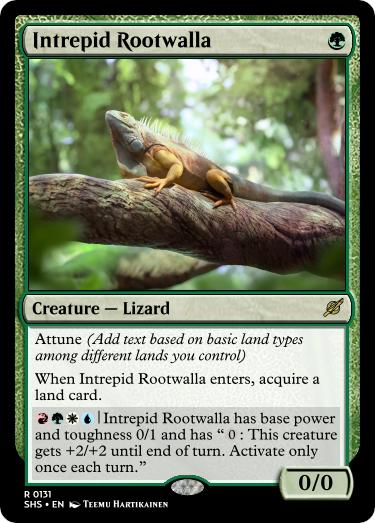 Intrepid Rootwalla
Creature — Lizard
Attune (Add text based on basic land types
among different lands you control)
When Intrepid Rootwalla enters, acquire a
land card.
| Intrepid Rootwalla has base power
and toughness 0/1 and has “ 0 : This creature
gets +2/+2 until end of turn. Activate only
once each turn.”
0/0
R 0131
SHS • EN Teemu Hartikainen